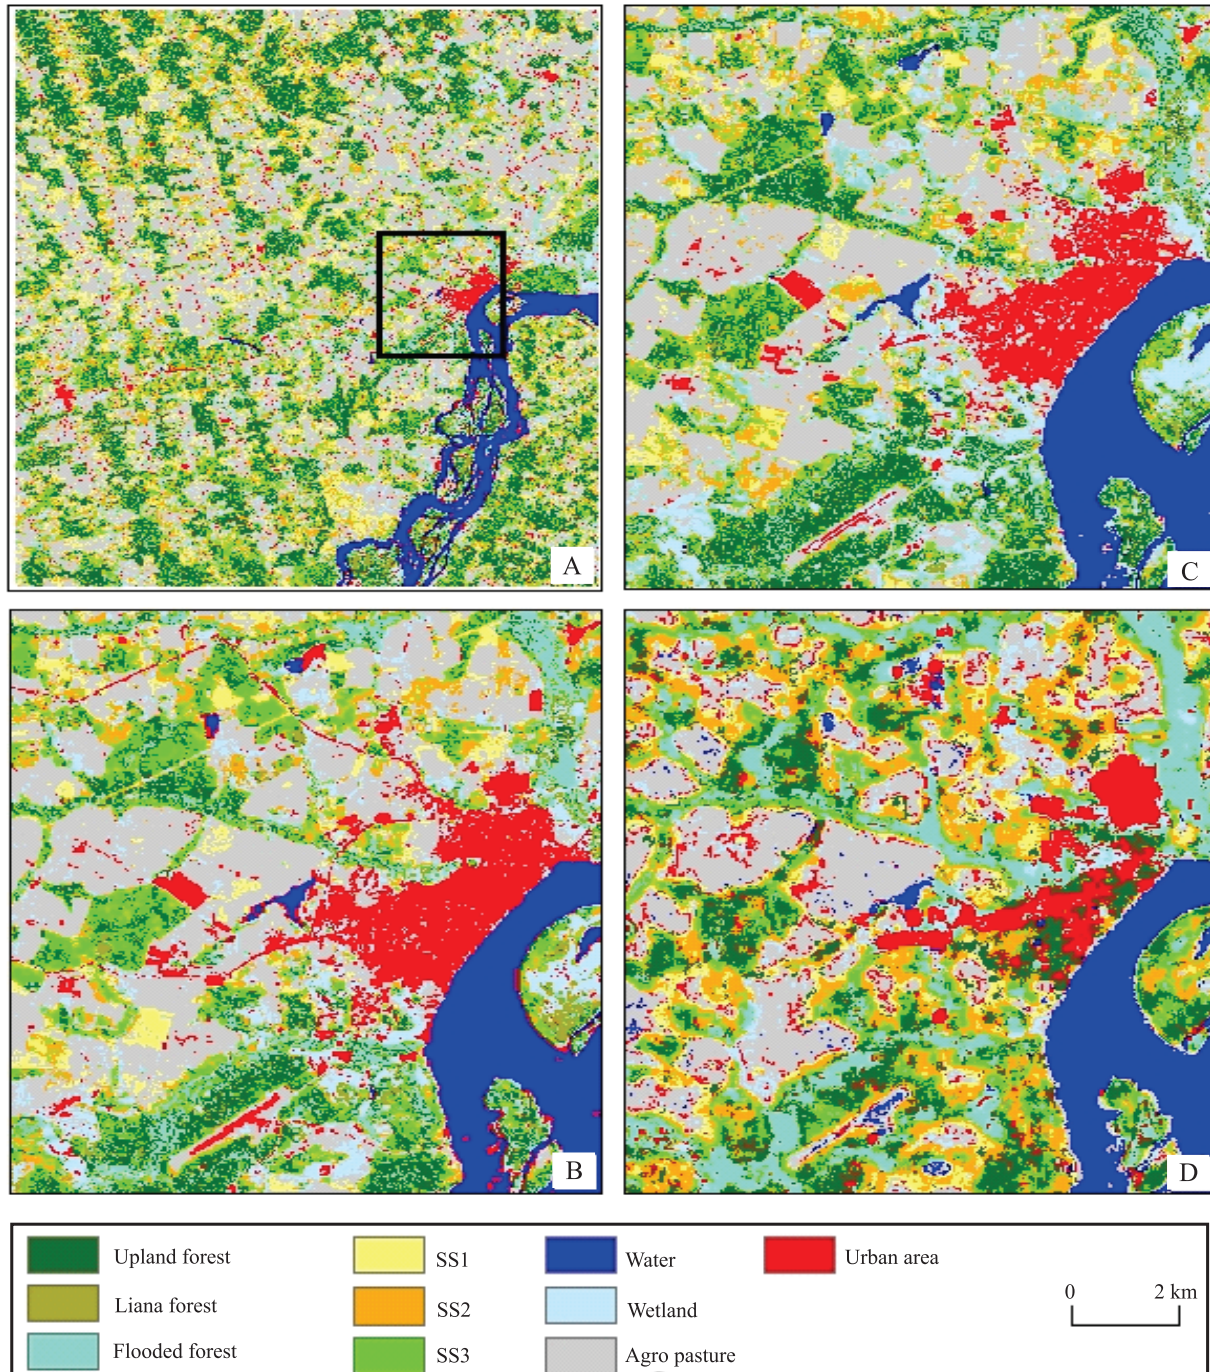 A
C
B
D
Upland forest
SS1
Water
Urban area
Liana forest
SS2
Wetland
0 2 km
Flooded forest
SS3
Agro pasture